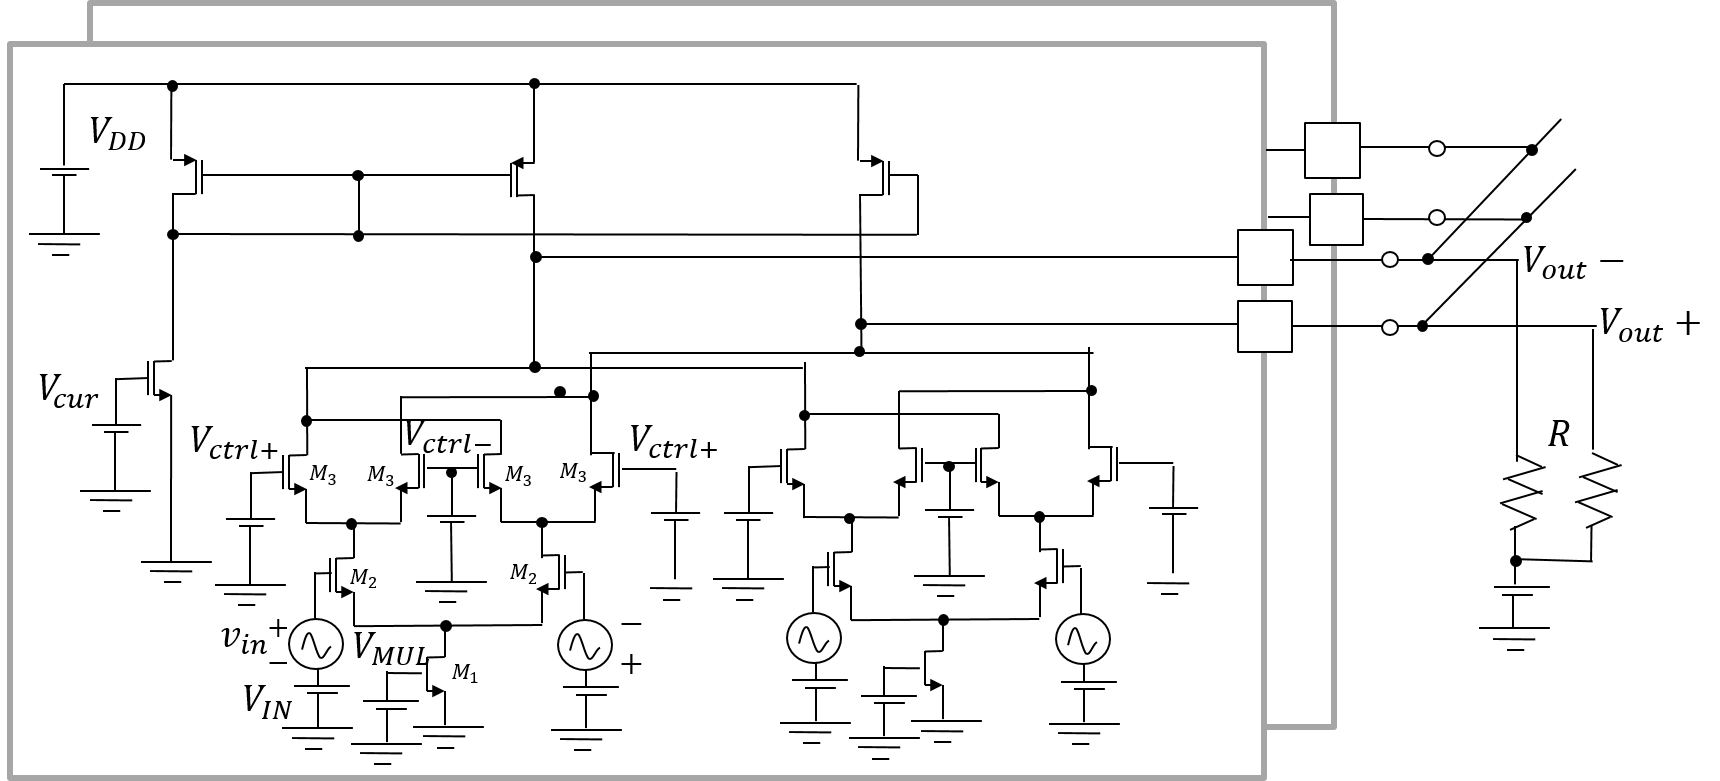 V_DD
V_out −
V_out +
V_cur
V_ctrl+
V_ctrl−
V_ctrl+
R
M_3
M_3
M_3
M_3
M_2
M_2
v_in
+
−
V_MUL
−
+
M_1
V_IN